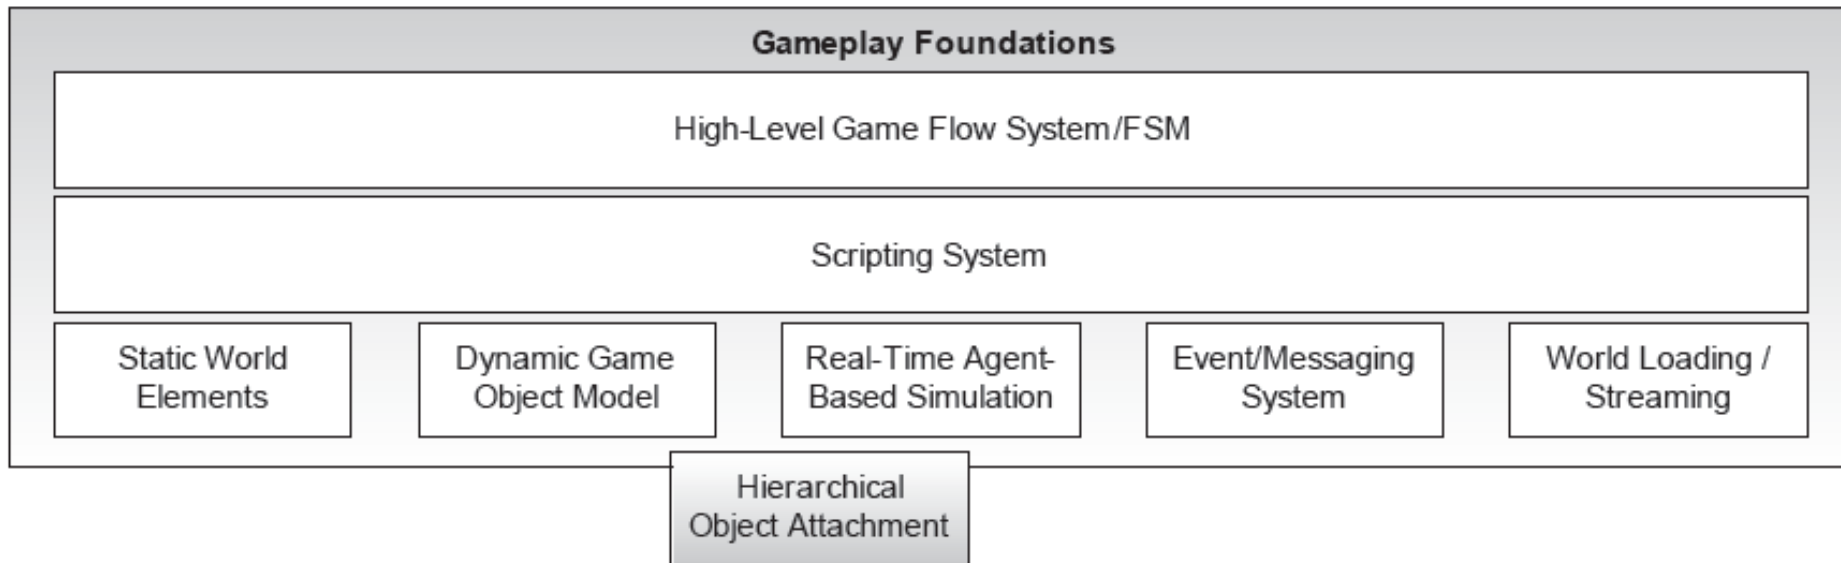 Gameplay Foundations
High-Level Game Flow System/FSM
Scripting System
Static World
Elements
Dynamic Game
Object Model
Real-Time Agent-
Based Simulation
Event/Messaging
System
World Loading /
Streaming
Hierarchical
Object Attachment